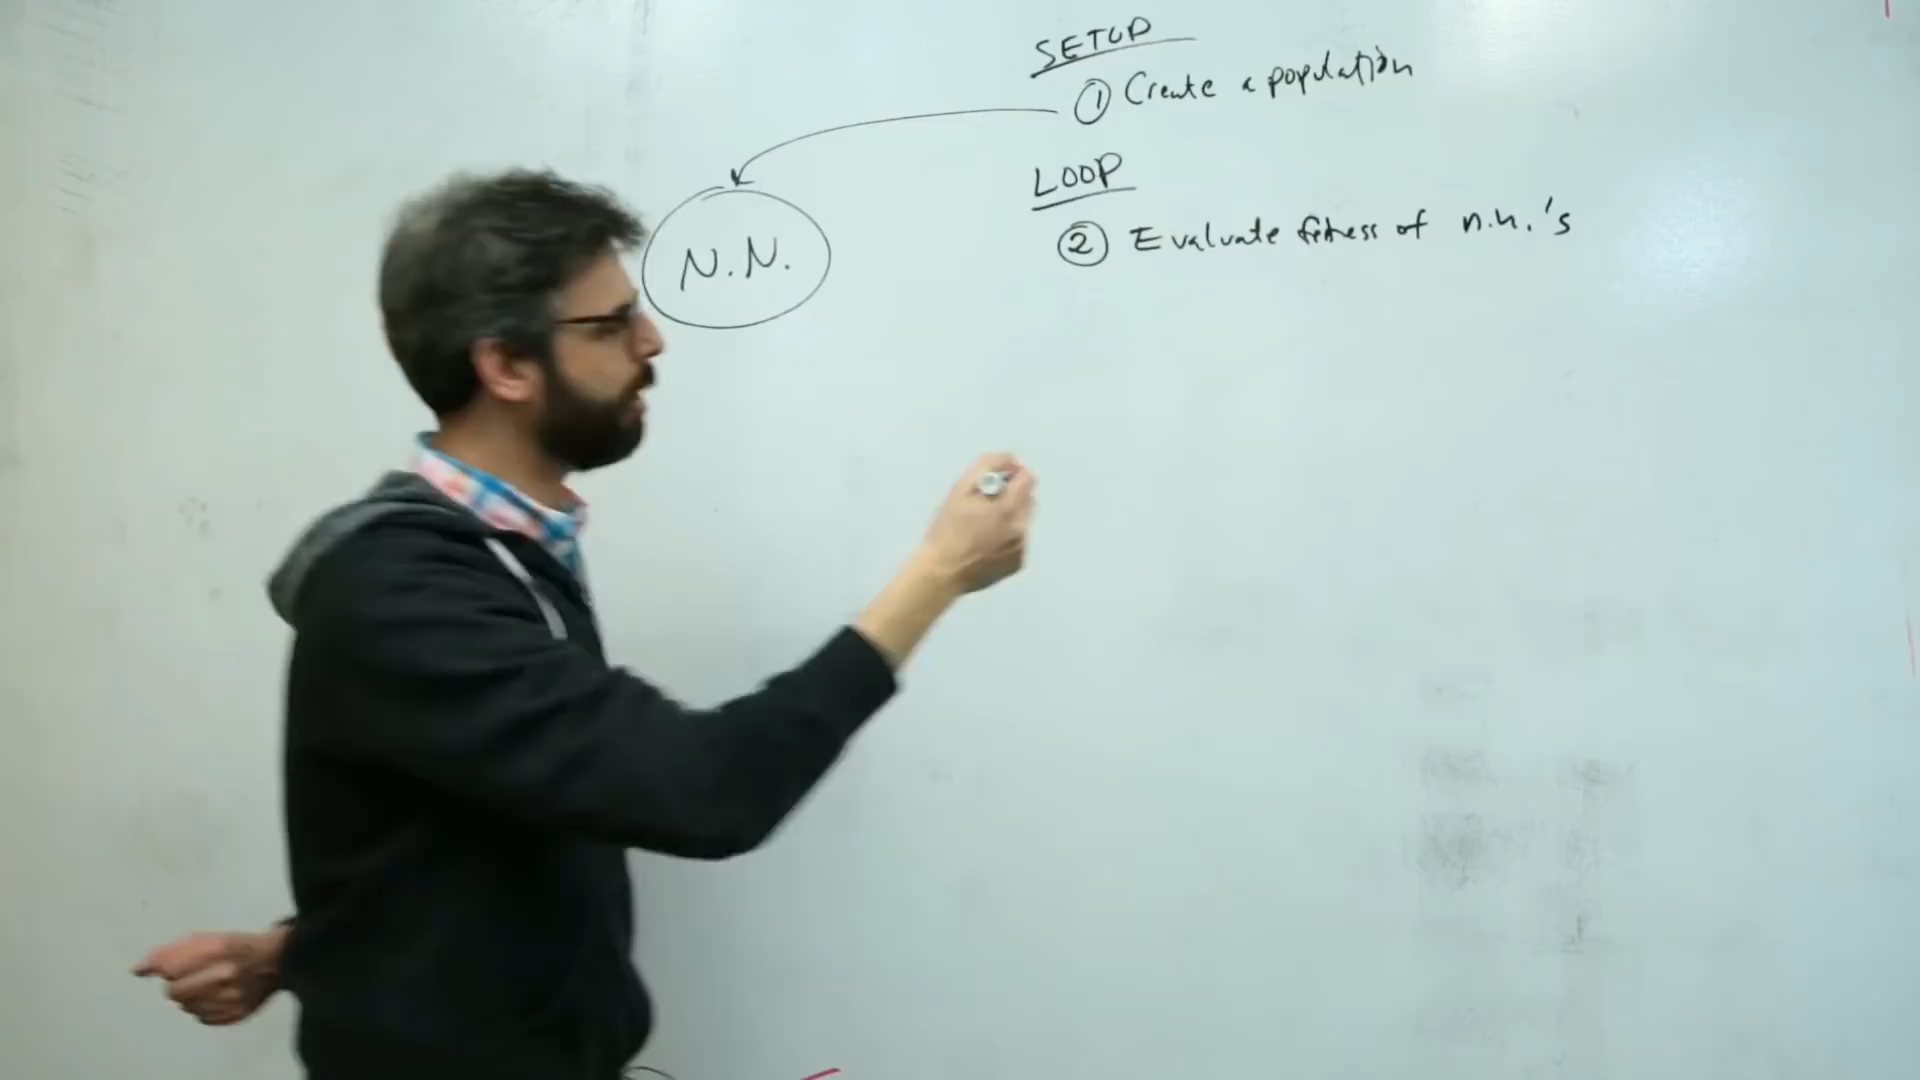 SETUP
① Create a population
LOOP
② Evaluate fitness of n.n.'s
N.N.